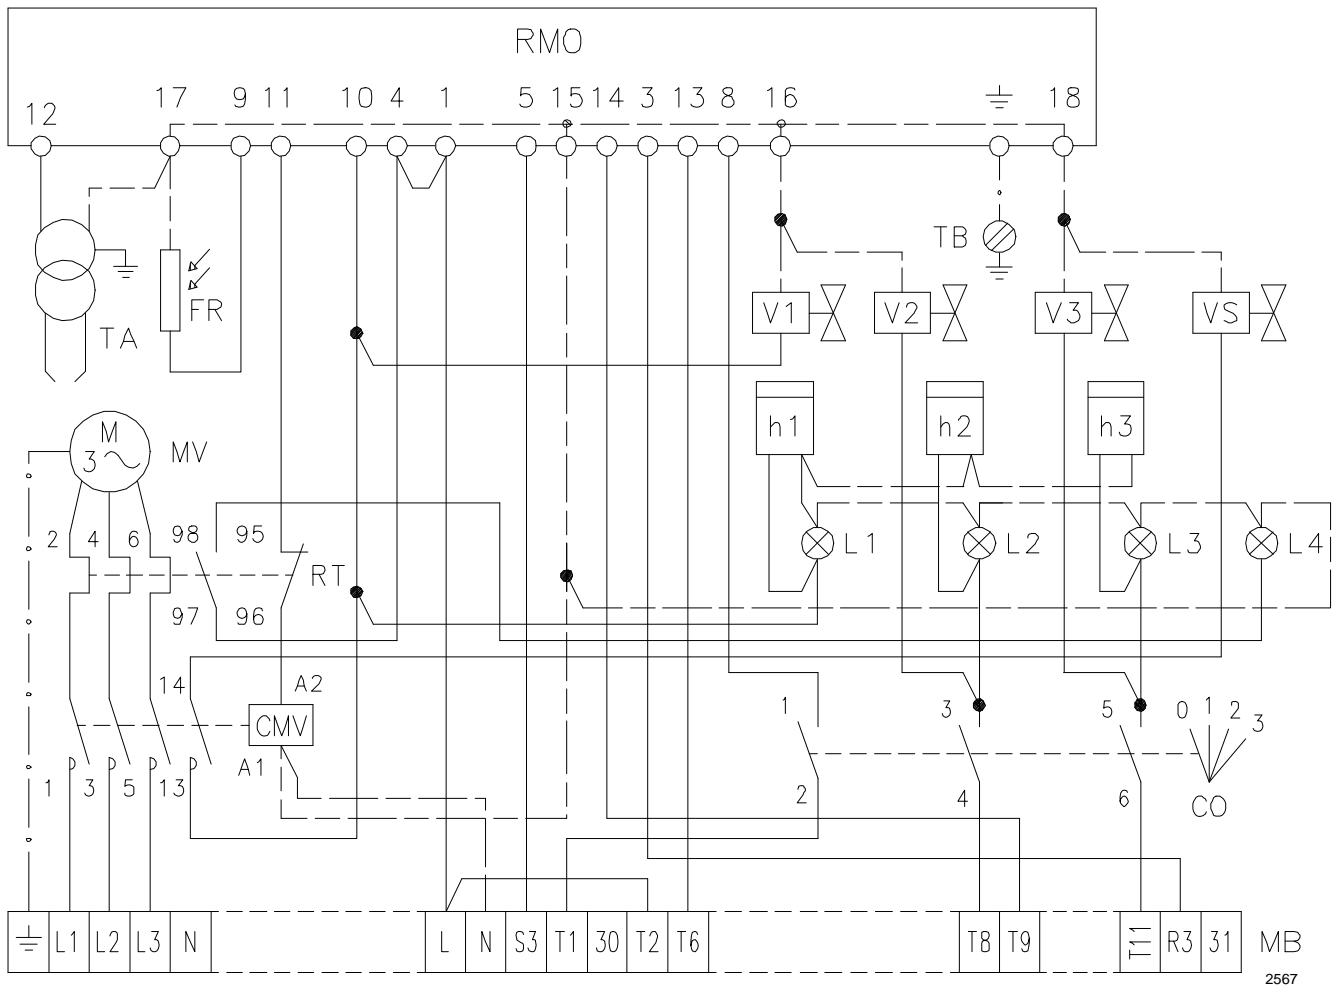 RMO
12 17 9 11 10 4 1 5 15 14 3 13 8 16 18
TB
FR
TA
V1 V2 V3 VS
h1 h2 h3
M
3
MV
2 4 6 98 95
L1 L2 L3 L4
RT
97 96
14 A2
CMV
A1
1 3 5 13
1 3 5 0 1 2 3
2 4 6
CO
L1 L2 L3 N L N S3 T1 30 T2 T6 T8 T9 T11 R3 31 MB
2567